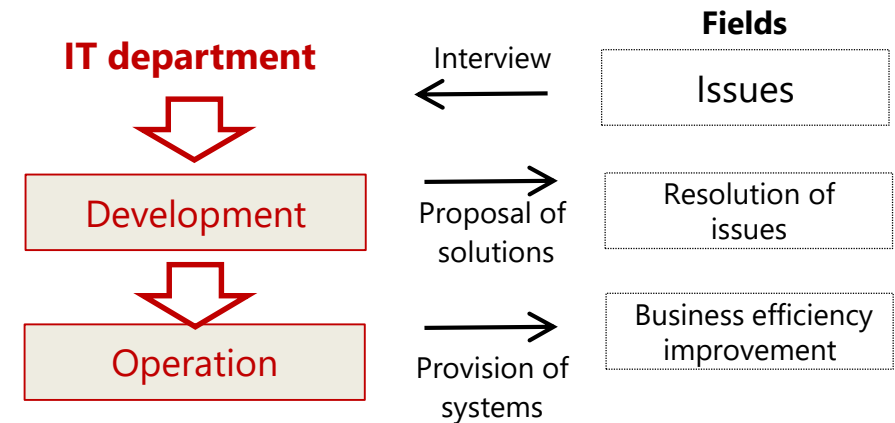 Fields
IT department
Interview
Issues
Development
Proposal of
solutions
Resolution of
issues
Operation
Provision of
systems
Business efficiency
improvement